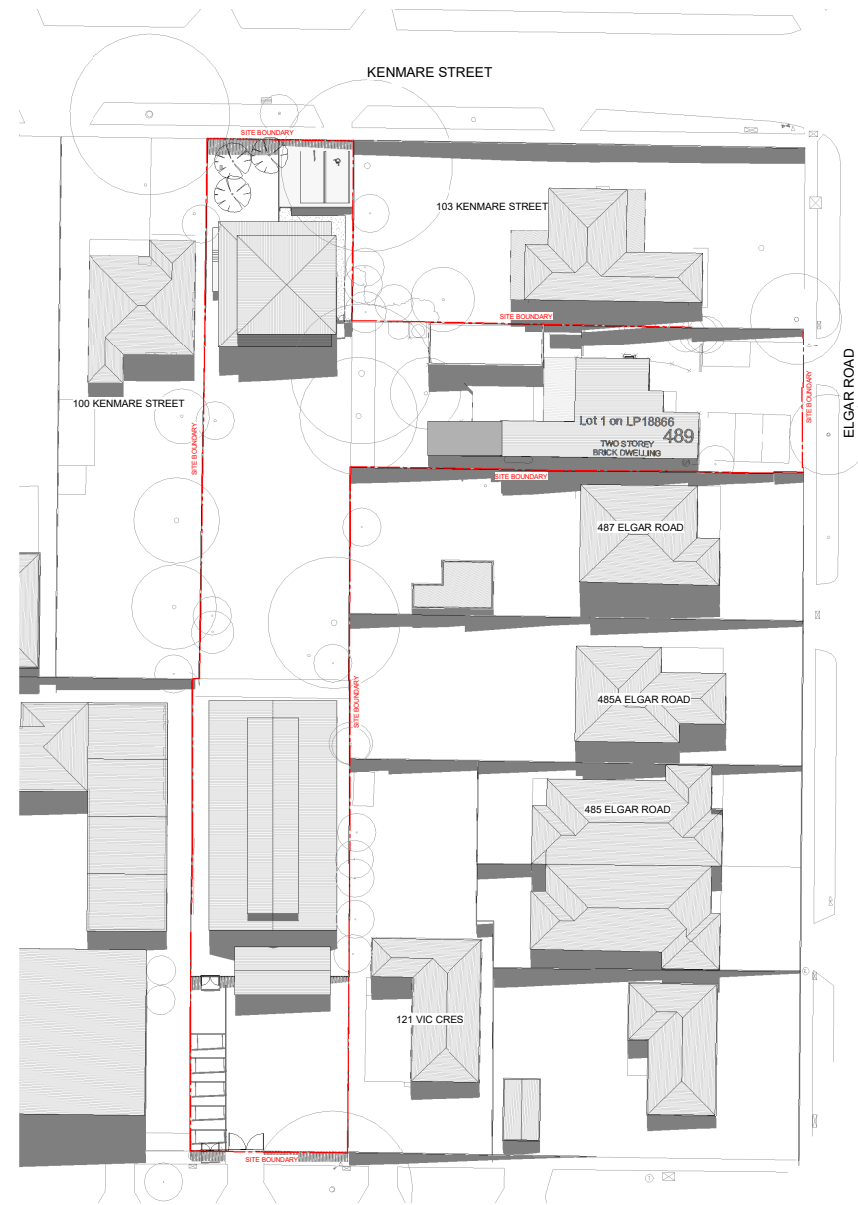 KENMARE STREET
SITE BOUNDARY
103 KENMARE STREET
SITE BOUNDARY
ELGAR ROAD
SITE BOUNDARY
100 KENMARE STREET
Lot 1 on LP18866
489
TWO STOREY
BRICK DWELLING
SITE BOUNDARY
SITE BOUNDARY
487 ELGAR ROAD
485A ELGAR ROAD
SITE BOUNDARY
485 ELGAR ROAD
121 VIC CRES
SITE BOUNDARY